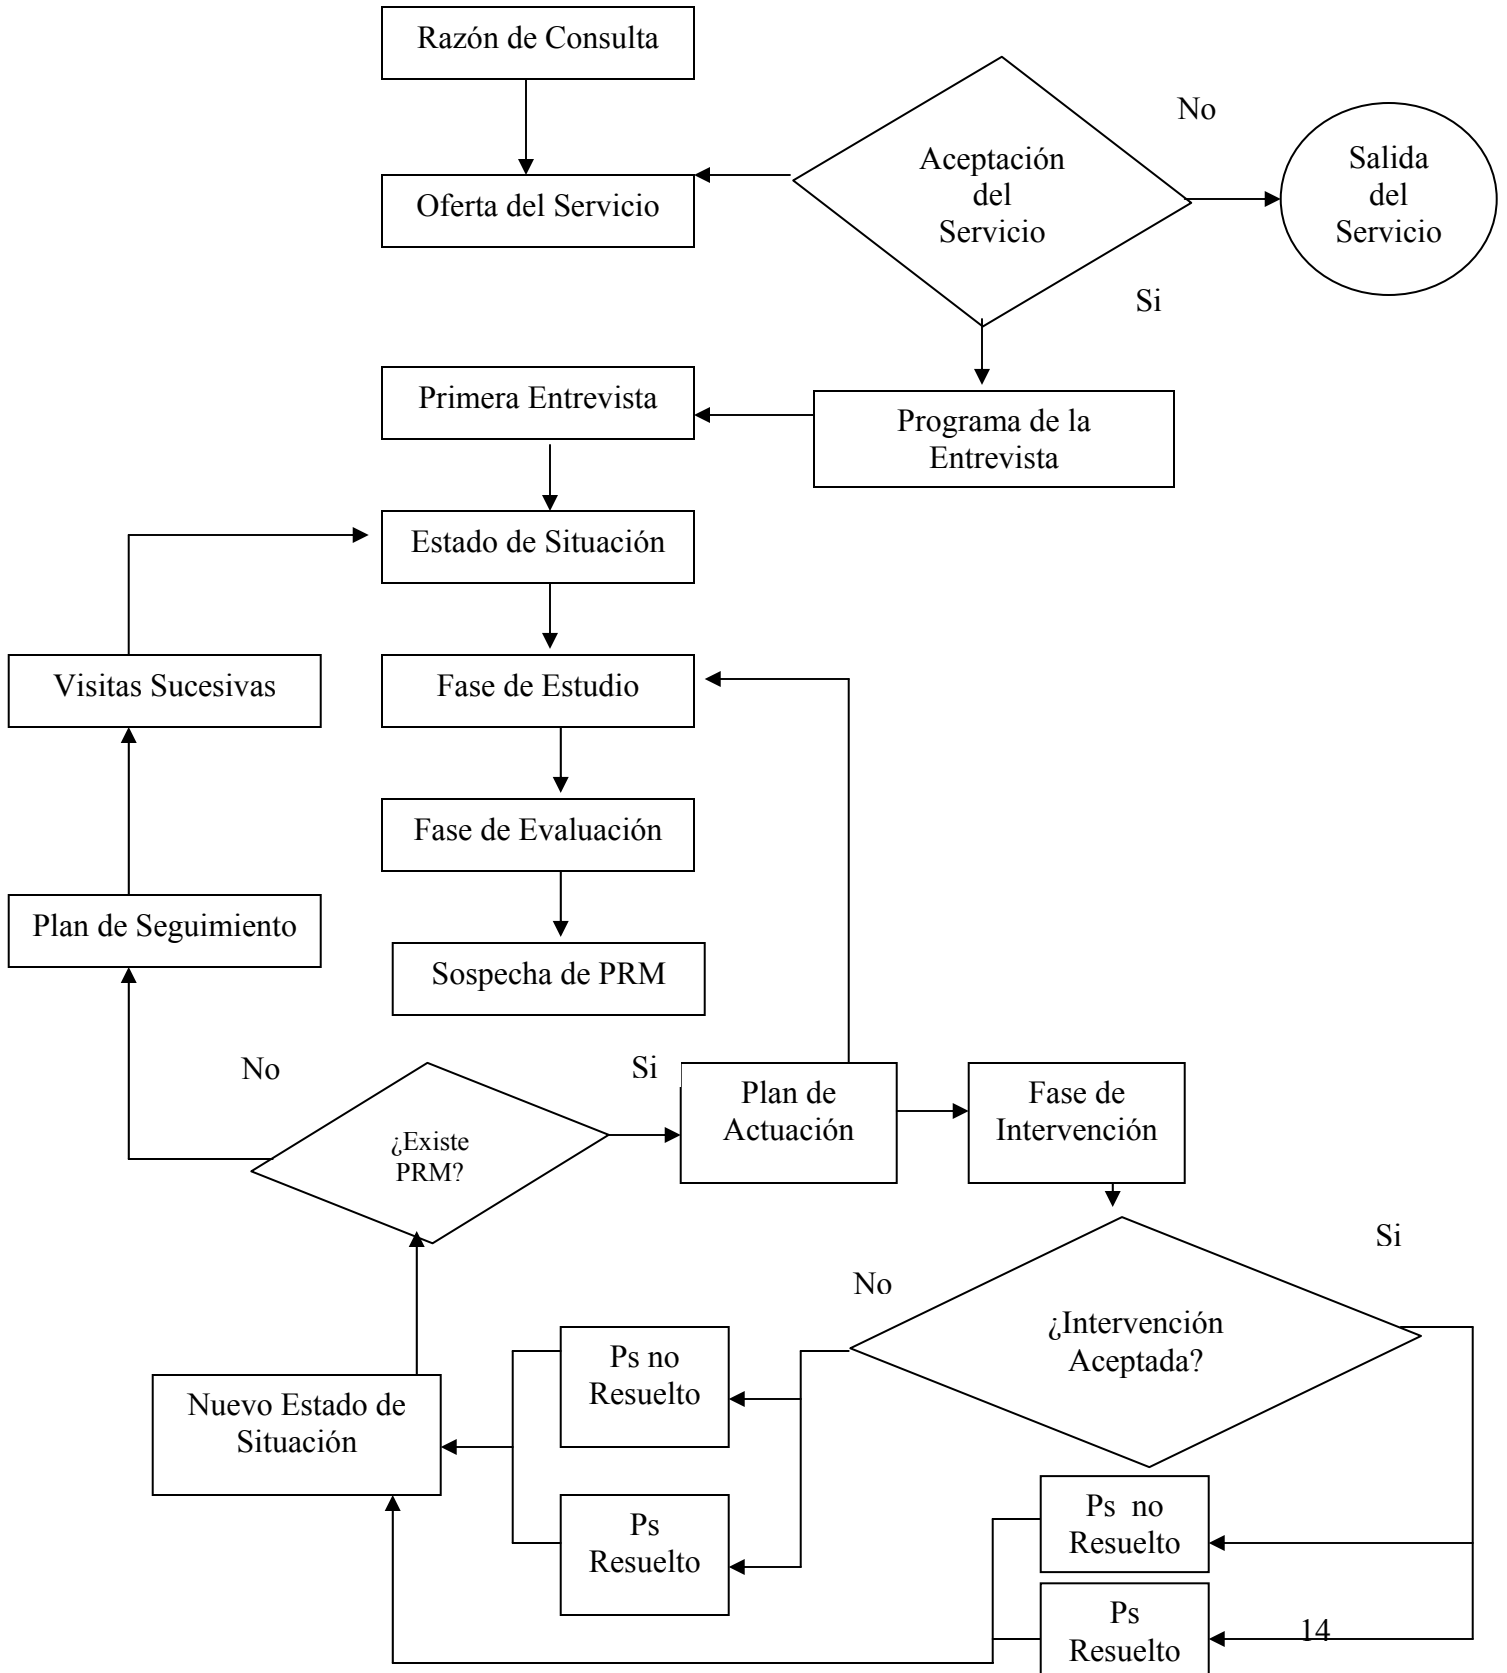 Razón de Consulta
No
Aceptación
del
Servicio
Salida
del
Servicio
Oferta del Servicio
Si
Primera Entrevista
Programa de la
Entrevista
Estado de Situación
Visitas Sucesivas
Fase de Estudio
Fase de Evaluación
Plan de Seguimiento
Sospecha de PRM
No
Si
¿Existe
PRM?
Plan de
Actuación
Fase de
Intervención
Si
No
¿Intervención
Aceptada?
Ps no
Resuelto
Nuevo Estado de
Situación
Ps
Resuelto
Ps  no
Resuelto
Ps
Resuelto
14